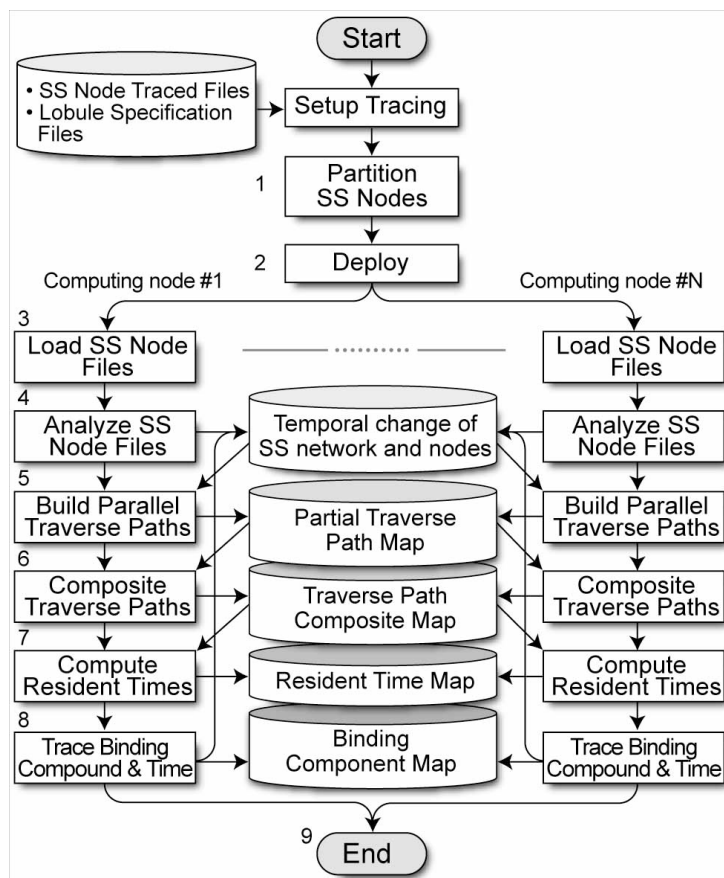 Start
• SS Node Traced Files
• Lobule Specification
Files
Setup Tracing
1
Partition
SS Nodes
2
Deploy
Computing node #1
Computing node #N
3
Load SS Node
Files
Load SS Node
Files
4
Analyze SS
Node Files
Temporal change of
SS network and nodes
Analyze SS
Node Files
5
Build Parallel
Traverse Paths
Partial Traverse
Path Map
Build Parallel
Traverse Paths
6
Composite
Traverse Paths
Traverse Path
Composite Map
Composite
Traverse Paths
7
Compute
Resident Times
Resident Time Map
Compute
Resident Times
8
Trace Binding
Compound & Time
Binding
Component Map
Trace Binding
Compound & Time
9
End